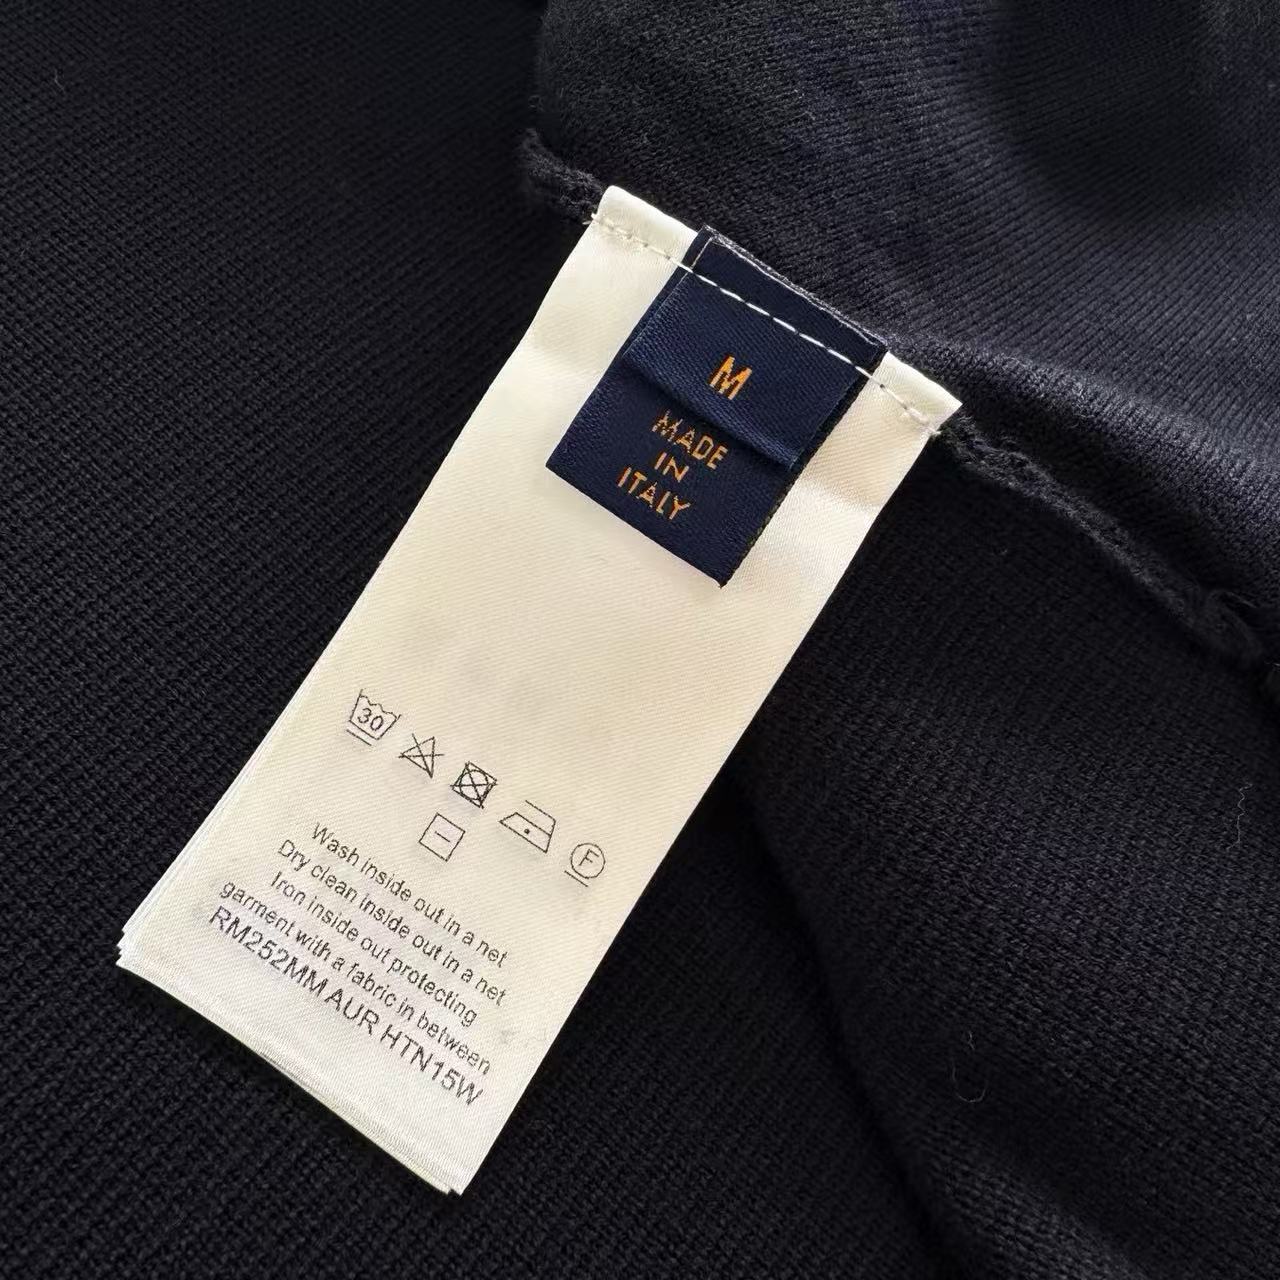 M
MADE
IN
ITALY
30
F
Wash inside out in a net
Dry clean inside out in a net
Iron inside out protecting
garment with a fabric in between
RM252MM AUR HTN15W